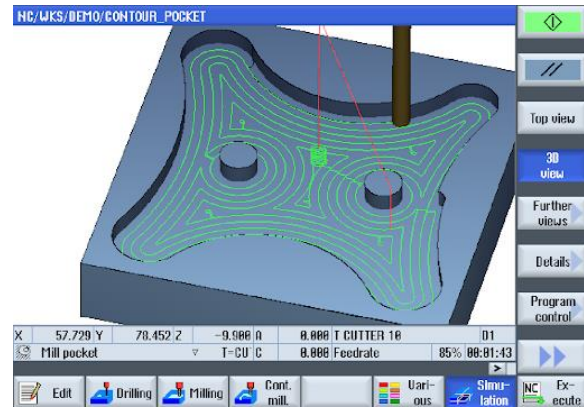 NC/WKS/DEMO/CONTOUR_POCKET
Top view
3D
view
Further
views
Details
Program
control
X 57.729 Y 78.452 Z -9.900 A 0.000 T CUTTER 10 D1
Mill pocket T=CU C 0.000 Feedrate 85% 00:01:43
Edit Drilling Milling Cont.
mill. Vari-
ous Simu-
lation NC Ex-
ecute